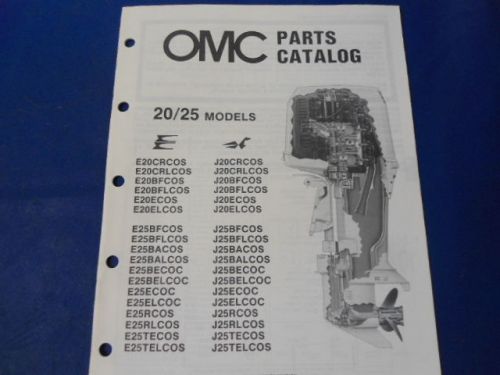 OMC PARTS CATALOG
20/25 MODELS
E20CRCOS J20CRCOS
E20CRLCOS J20CRLCOS
E20BFCOS J20BFCOS
E20BFLCOS J20BFLCOS
E20ECOS J20ECOS
E20ELCOS J20ELCOS
E25BFCOS J25BFCOS
E25BFLCOS J25BFLCOS
E25BACOS J25BACOS
E25BALCOS J25BALCOS
E25BECOC J25BECOC
E25BELCOC J25BELCOC
E25ECOC J25ECOC
E25ELCOC J25ELCOC
E25RCOS J25RCOS
E25RLCOS J25RLCOS
E25TECOS J25TECOS
E25TELCOS J25TELCOS